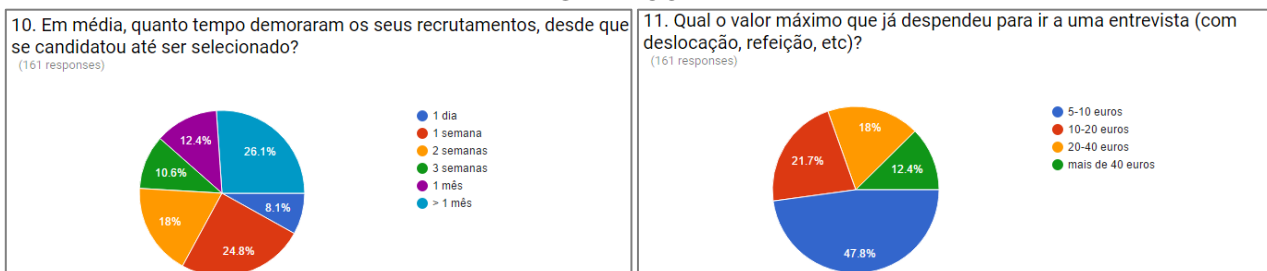 10. Em média, quanto tempo demoraram os seus recrutamentos, desde que
se candidatou até ser selecionado?
(161 responses)
12.4%
26.1%
10.6%
8.1%
18%
24.8%
1 dia
1 semana
2 semanas
3 semanas
1 mês
> 1 mês
11. Qual o valor máximo que já despendeu para ir a uma entrevista (com
deslocação, refeição, etc)?
(161 responses)
18%
21.7%
12.4%
47.8%
5-10 euros
10-20 euros
20-40 euros
mais de 40 euros